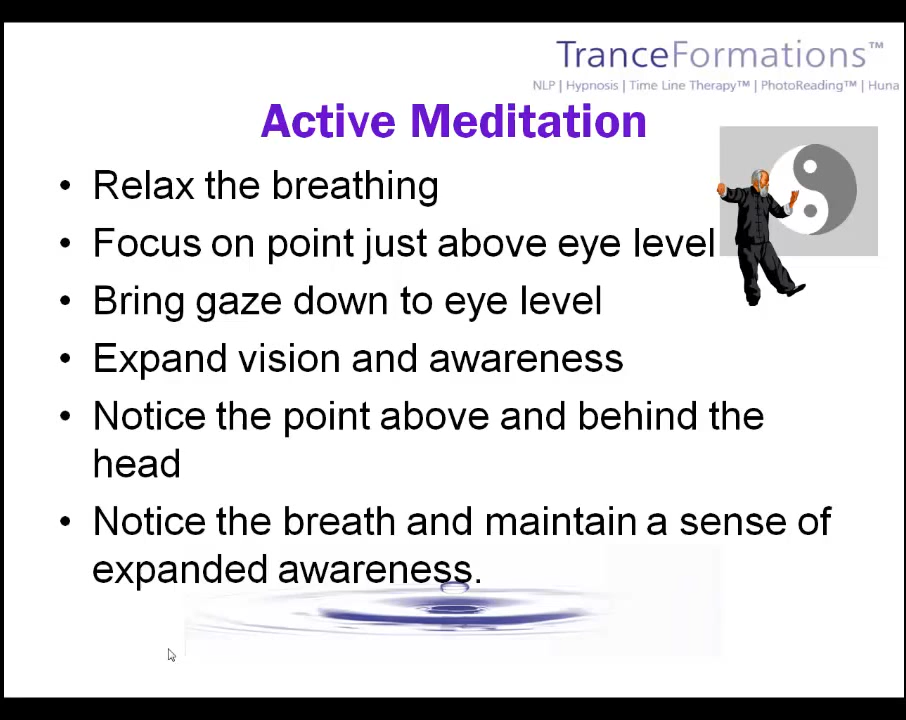 TranceFormations™
NLP | Hypnosis | Time Line Therapy™ | PhotoReading™ | Huna
Active Meditation
• Relax the breathing
• Focus on point just above eye level
• Bring gaze down to eye level
• Expand vision and awareness
• Notice the point above and behind the
head
• Notice the breath and maintain a sense of
expanded awareness.